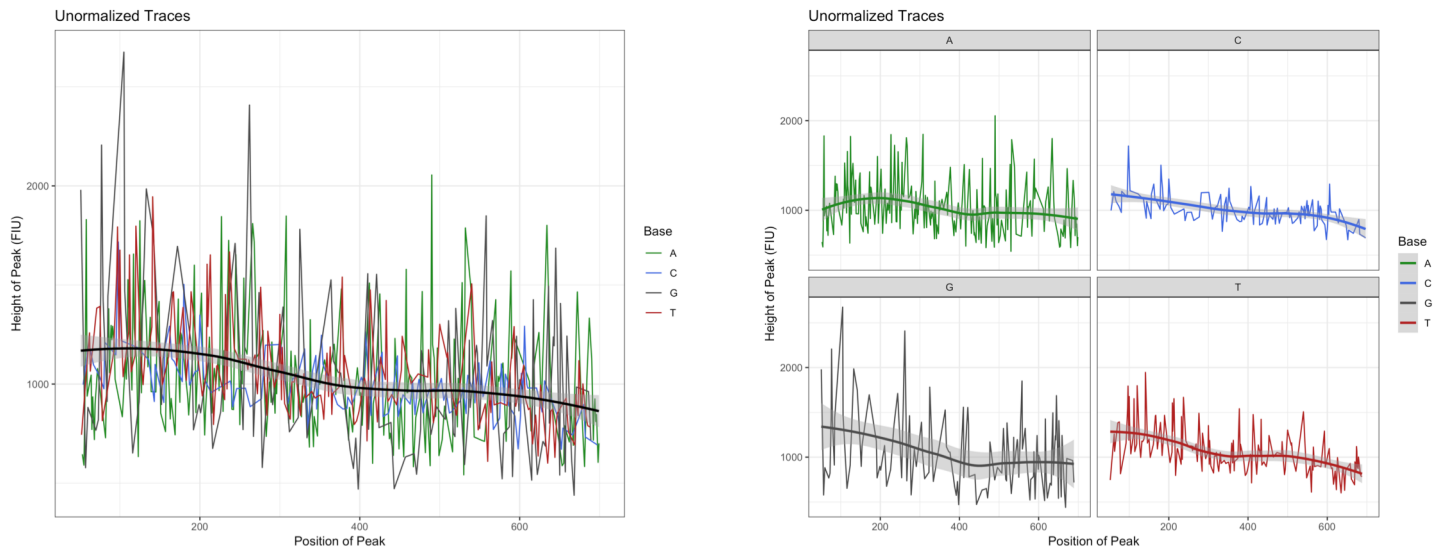 Unormalized Traces
2000
1000
Height of Peak (FIU)
200
400
600
Position of Peak
Base
A
C
G
T
Unormalized Traces
A
C
2000
1000
G
T
2000
1000
Height of Peak (FIU)
200
400
600
200
400
600
Position of Peak
Base
A
C
G
T